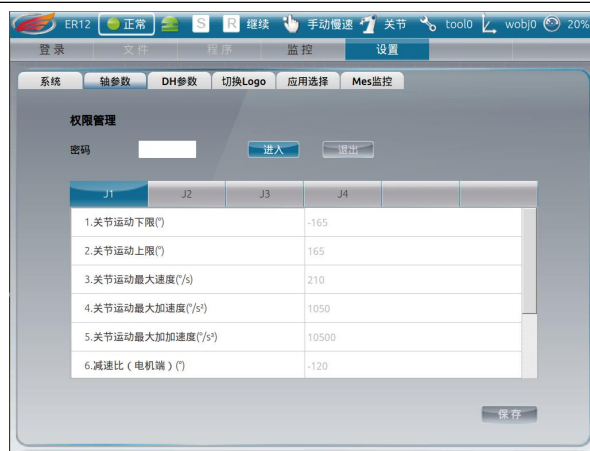 ER12 正常 S R 继续 手动慢速 关节 tool0 wobj0 20%
登录 文件 程序 监控 设置
系统 轴参数 DH参数 切换Logo 应用选择 Mes监控
权限管理
密码 进入 退出
J1 J2 J3 J4
1.关节运动下限(°) -165
2.关节运动上限(°) 165
3.关节运动最大速度(°/s) 210
4.关节运动最大加速度(°/s²) 1050
5.关节运动最大加加速度(°/s³) 10500
6.减速比（电机端）(°) -120
保存